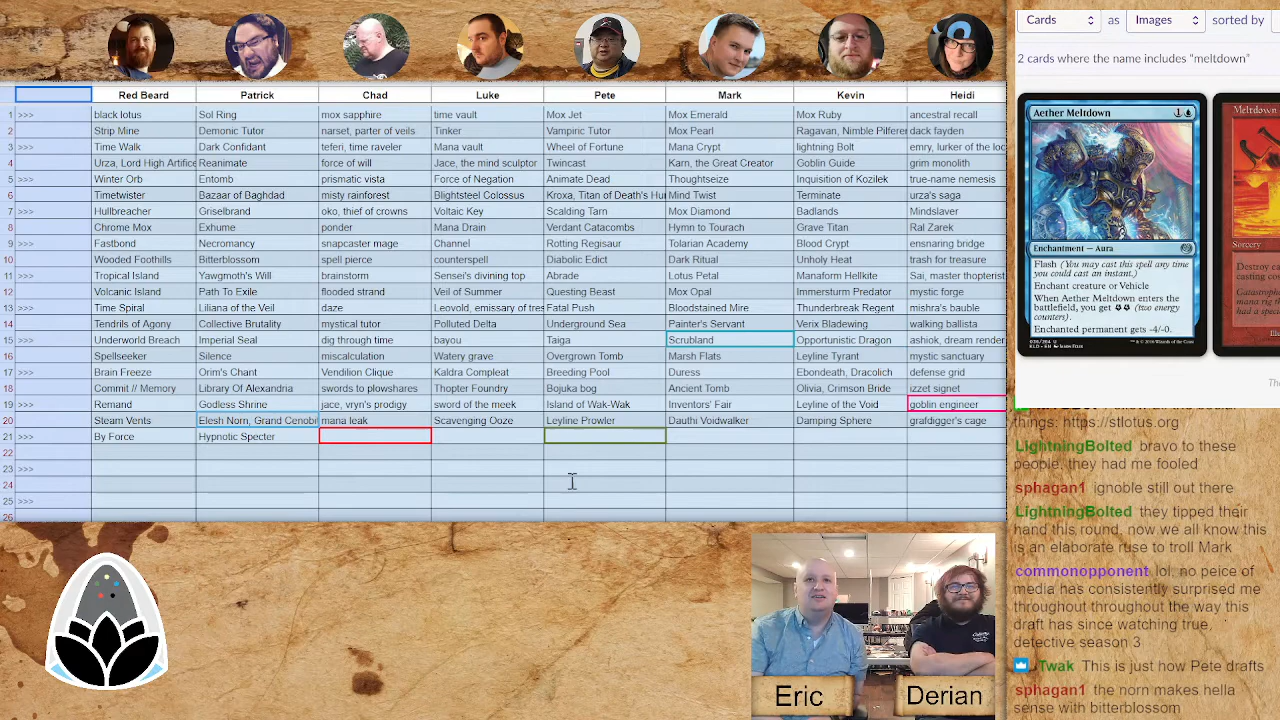 Cards as Images sorted by
2 cards where the name includes “meltdown”
Red Beard Patrick Chad Luke Pete Mark Kevin Heidi
1 >>> black lotus Sol Ring mox sapphire time vault Mox Jet Mox Emerald Mox Ruby ancestral recall
2 Strip Mine Demonic Tutor narset, parter of veils Tinker Vampiric Tutor Mox Pearl Ragavan, Nimble Pilferer dack fayden
3 >>> Time Walk Dark Confidant teferi, time raveler Mana vault Wheel of Fortune Mana Crypt lightning Bolt emry, lurker of the loc
4 Urza, Lord High Artifice Reanimate force of will Jace, the mind sculptor Twincast Karn, the Great Creator Goblin Guide grim monolith
5 >>> Winter Orb Entomb prismatic vista Force of Negation Animate Dead Thoughtseize Inquisition of Kozilek true-name nemesis
6 Timetwister Bazaar of Baghdad misty rainforest Blightsteel Colossus Kroxa, Titan of Death's Hu Mind Twist Terminate urza's saga
7 >>> Hullbreacher Griselbrand oko, thief of crowns Voltaic Key Scalding Tarn Mox Diamond Badlands Mindslaver
8 Chrome Mox Exhume ponder Mana Drain Verdant Catacombs Hymn to Tourach Grave Titan Ral Zarek
9 >>> Fastbond Necromancy snapcaster mage Channel Rotting Regisaur Tolarian Academy Blood Crypt ensnaring bridge
10 Wooded Foothills Bitterblossom spell pierce counterspell Diabolic Edict Dark Ritual Unholy Heat trash for treasure
11 >>> Tropical Island Yawgmoth's Will brainstorm Sensei's divining top Abrade Lotus Petal Manaform Hellkite Sai, master thopterist
12 Volcanic Island Path To Exile flooded strand Veil of Summer Questing Beast Mox Opal Immersturm Predator mystic forge
13 >>> Time Spiral Liliana of the Veil daze Leovold, emissary of tres Fatal Push Bloodstained Mire Thunderbreak Regent mishra's bauble
14 Tendrils of Agony Collective Brutality mystical tutor Polluted Delta Underground Sea Painter's Servant Verix Bladewing walking ballista
15 >>> Underworld Breach Imperial Seal dig through time bayou Taiga Scrubland Opportunistic Dragon ashiok, dream render
16 Spellseeker Silence miscalculation Watery grave Overgrown Tomb Marsh Flats Leyline Tyrant mystic sanctuary
17 >>> Brain Freeze Orim's Chant Vendilion Clique Kaldra Compleat Breeding Pool Duress Ebondeath, Dracolich defense grid
18 Commit // Memory Library Of Alexandria swords to plowshares Thopter Foundry Bojuka bog Ancient Tomb Olivia, Crimson Bride izzet signet
19 >>> Remand Godless Shrine jace, vryn's prodigy sword of the meek Island of Wak-Wak Inventors' Fair Leyline of the Void goblin engineer
20 Steam Vents Elesh Norn, Grand Cenobi mana leak Scavenging Ooze Leyline Prowler Dauthi Voidwalker Damping Sphere grafdigger's cage
21 >>> By Force Hypnotic Specter
22
23 >>>
24
25 >>>
26
Aether Meltdown 1
Enchantment — Aura
Flash (You may cast this spell any time
you could cast an instant.)
Enchant creature or Vehicle
When Aether Meltdown enters the
battlefield, you get (two energy
counters).
Enchanted permanent gets -4/-0.
Meltdown
Sorcery
Destroy
casting co
Catastroph
mana rig
had a spec
things: https://stlotus.org
LightningBolted bravo to these
people, they had me fooled
sphagan1 ignoble still out there
LightningBolted they tipped their
hand this round, now we all know this
is an elaborate ruse to troll Mark
commonopponent lol, no peice of
media has consistently surprised me
throughout throughout the way this
draft has since watching true,
detective season 3
Twak This is just how Pete drafts
sphagan1 the norn makes hella
sense with bitterblossom
Eric Derian